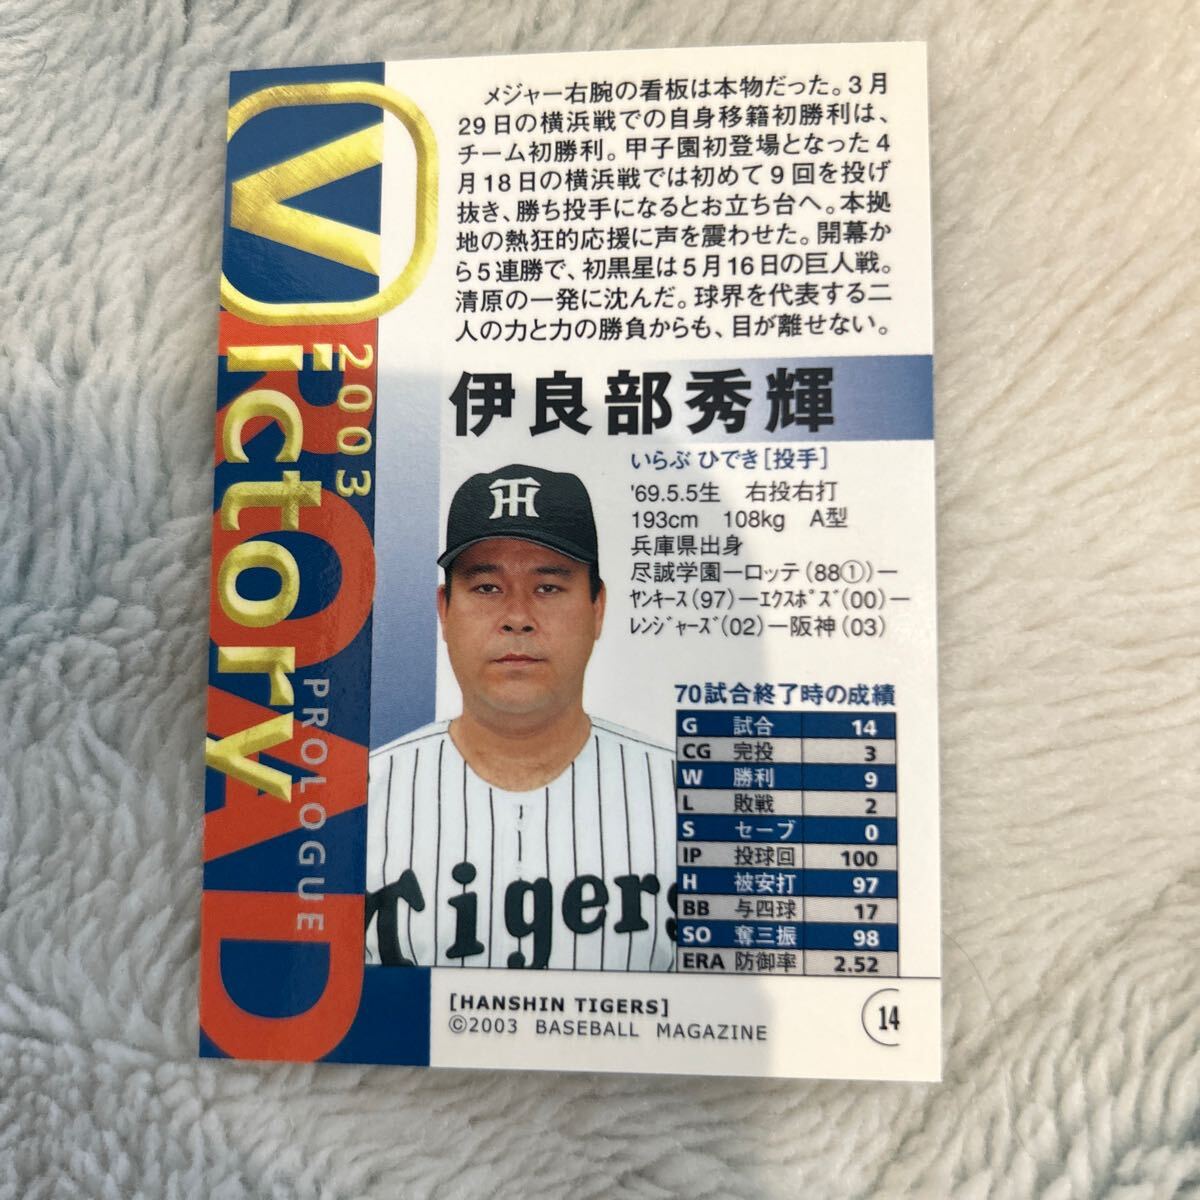 メジャー右腕の看板は本物だった。3月
29日の横浜戦での自身移籍初勝利は、
チーム初勝利。甲子園初登場となった4
月18日の横浜戦では初めて9回を投げ
抜き、勝ち投手になるとお立ち台へ。本拠
地の熱狂的応援に声を震わせた。開幕か
ら5連勝で、初黒星は5月16日の巨人戦。
清原の一発に沈んだ。球界を代表する二
人の力と力の勝負からも、目が離せない。
Victory
2003
ROAD
PROLOGUE
伊良部秀輝
いらぶ ひでき[投手]
'69.5.5生 右投右打
193cm 108kg A型
兵庫県出身
尽誠学園ーロッテ(88①)ー
ヤンキース(97)ーエクスポズ(00)ー
レンジャーズ(02)ー阪神(03)
TH
Tigers
70試合終了時の成績
G 試合 14
CG 完投 3
W 勝利 9
L 敗戦 2
S セーブ 0
IP 投球回 100
H 被安打 97
BB 与四球 17
SO 奪三振 98
ERA 防御率 2.52
[HANSHIN TIGERS]
©2003 BASEBALL MAGAZINE
14